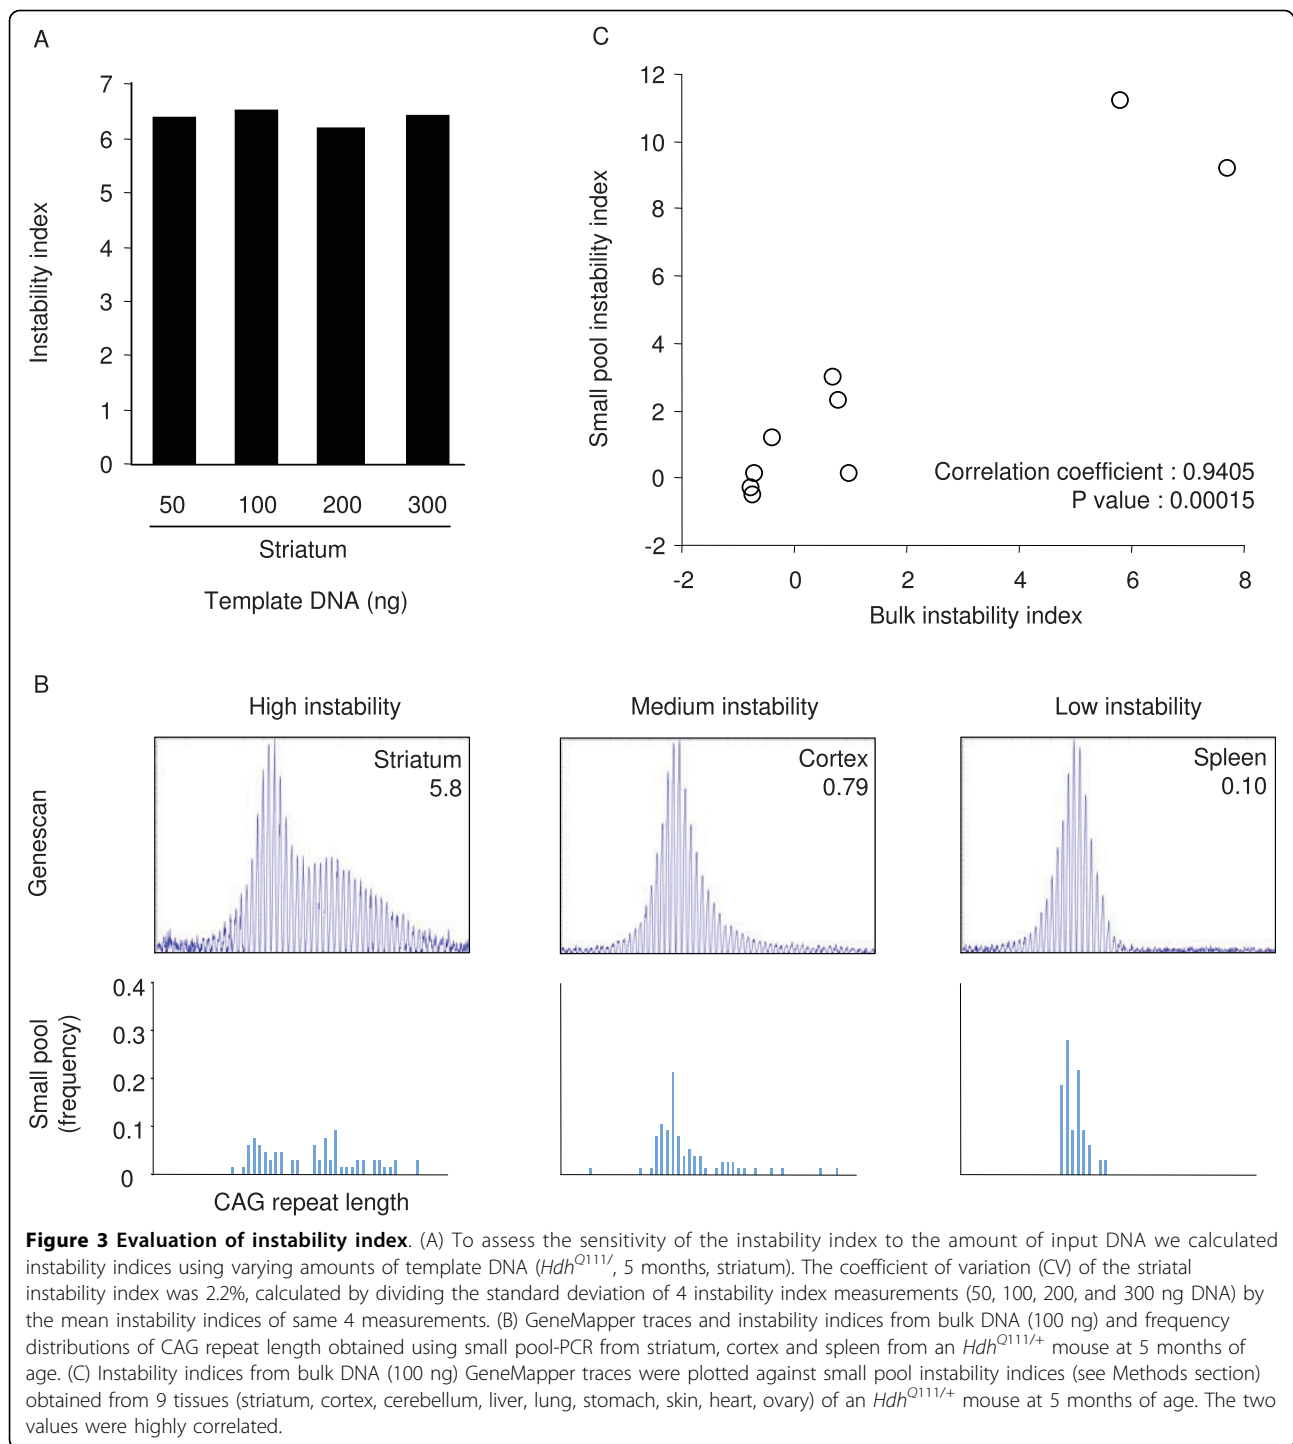 A
7
6
5
4
3
2
1
0
Instability index
50 100 200 300
Striatum
Template DNA (ng)
C
12
10
8
6
4
2
0
-2
Small pool instability index
Correlation coefficient : 0.9405
P value : 0.00015
-2 0 2 4 6 8
Bulk instability index
B
High instability Medium instability Low instability
Genescan
Striatum
5.8
Cortex
0.79
Spleen
0.10
Small pool
(frequency)
0.4
0.3
0.2
0.1
0
CAG repeat length
Figure 3 Evaluation of instability index. (A) To assess the sensitivity of the instability index to the amount of input DNA we calculated
instability indices using varying amounts of template DNA (HdhQ111/, 5 months, striatum). The coefficient of variation (CV) of the striatal
instability index was 2.2%, calculated by dividing the standard deviation of 4 instability index measurements (50, 100, 200, and 300 ng DNA) by
the mean instability indices of same 4 measurements. (B) GeneMapper traces and instability indices from bulk DNA (100 ng) and frequency
distributions of CAG repeat length obtained using small pool-PCR from striatum, cortex and spleen from an HdhQ111/+ mouse at 5 months of
age. (C) Instability indices from bulk DNA (100 ng) GeneMapper traces were plotted against small pool instability indices (see Methods section)
obtained from 9 tissues (striatum, cortex, cerebellum, liver, lung, stomach, skin, heart, ovary) of an HdhQ111/+ mouse at 5 months of age. The two
values were highly correlated.